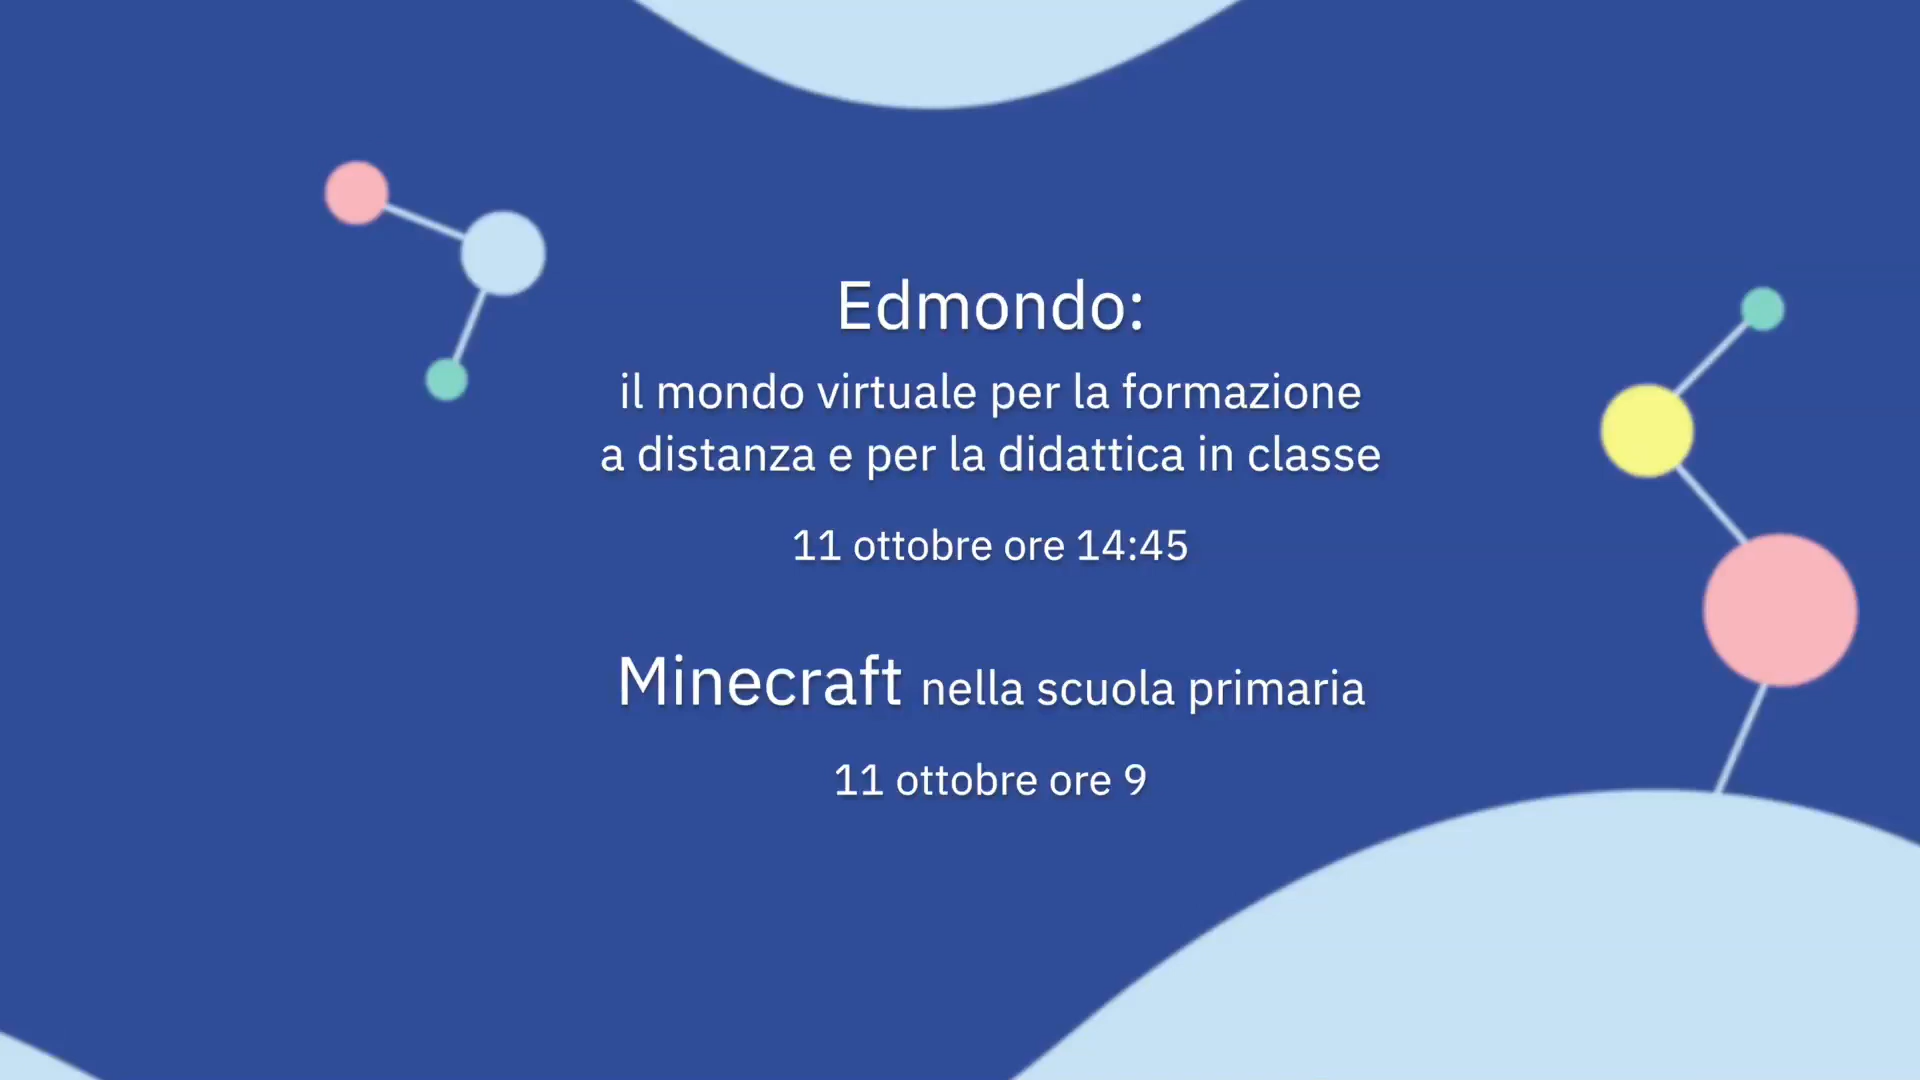 Edmondo:
il mondo virtuale per la formazione
a distanza e per la didattica in classe
11 ottobre ore 14:45
Minecraft nella scuola primaria
11 ottobre ore 9